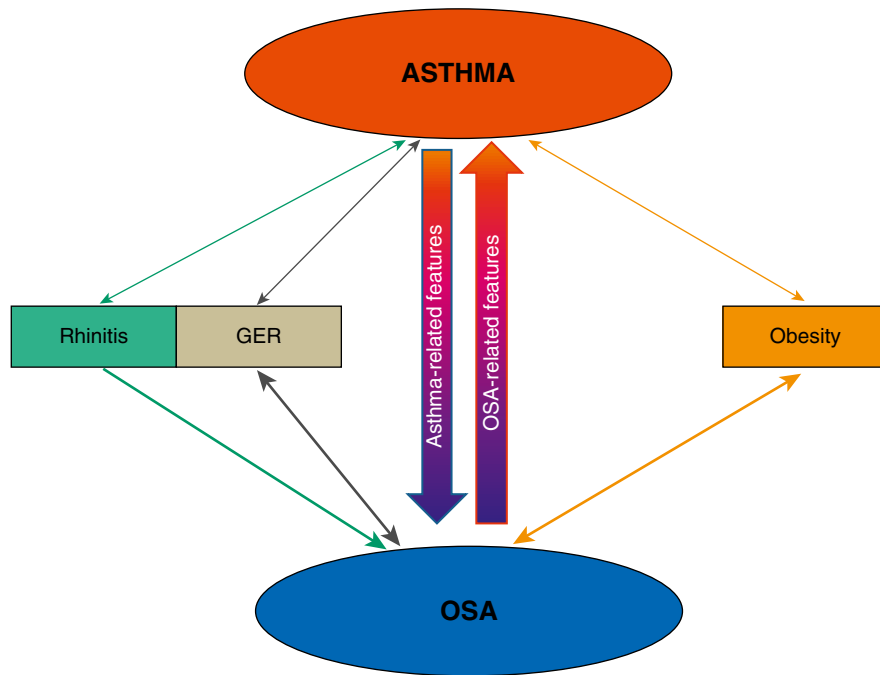 ASTHMA
Asthma-related features
OSA-related features
Rhinitis
GER
Obesity
OSA